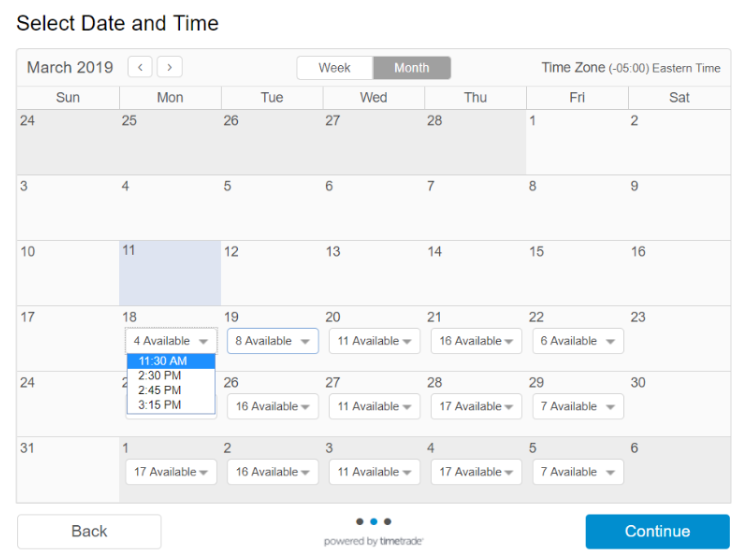 Select Date and Time
March 2019 < > Week Month Time Zone (-05:00) Eastern Time
Sun Mon Tue Wed Thu Fri Sat
24 25 26 27 28 1 2
3 4 5 6 7 8 9
10 11 12 13 14 15 16
17 18 19 20 21 22 23
4 Available 8 Available 11 Available 16 Available 6 Available
11:30 AM
2:30 PM
2:45 PM
3:15 PM
24 26 27 28 29 30
16 Available 11 Available 17 Available 7 Available
31 1 2 3 4 5 6
17 Available 16 Available 11 Available 17 Available 7 Available
Back
powered by timetrade
Continue